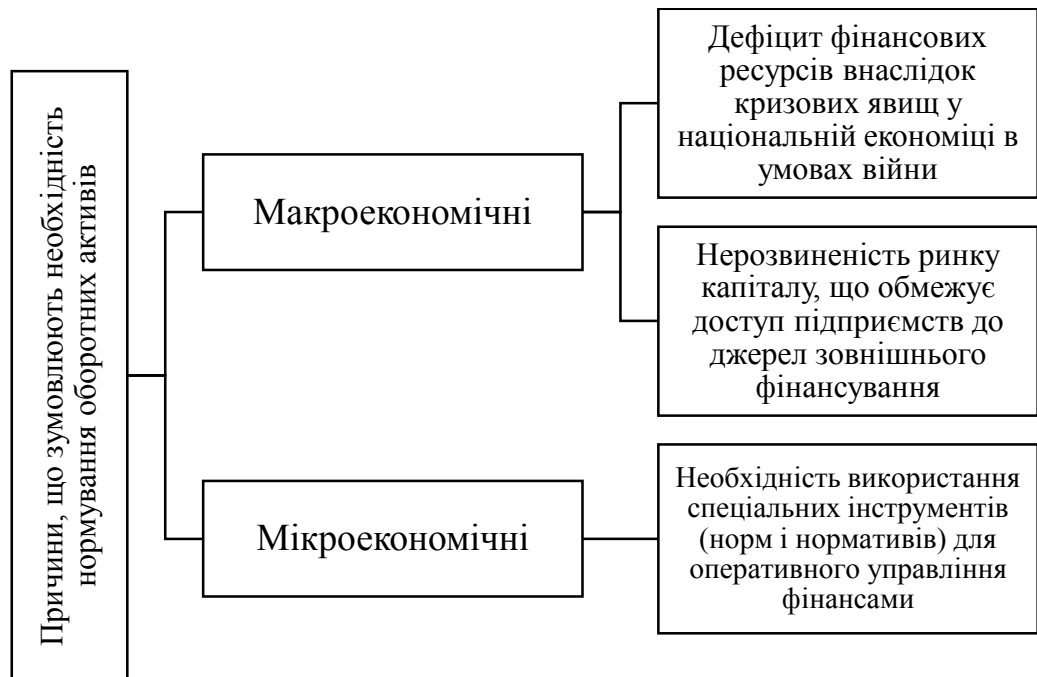 Причини, що зумовлюють необхідність
нормування оборотних активів
Макроекономічні
Дефіцит фінансових
ресурсів внаслідок
кризових явищ у
національній економіці в
умовах війни
Нерозвиненість ринку
капіталу, що обмежує
доступ підприємств до
джерел зовнішнього
фінансування
Мікроекономічні
Необхідність використання
спеціальних інструментів
(норм і нормативів) для
оперативного управління
фінансами